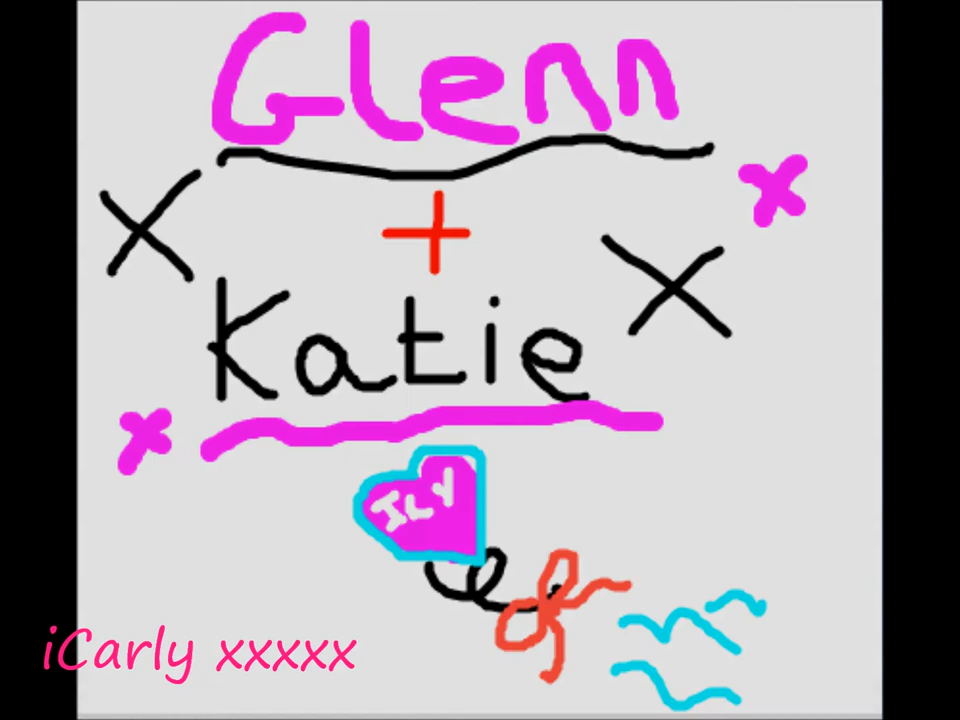 Glenn
x
X + X
Katie
x
ILY
iCarly xxxxx